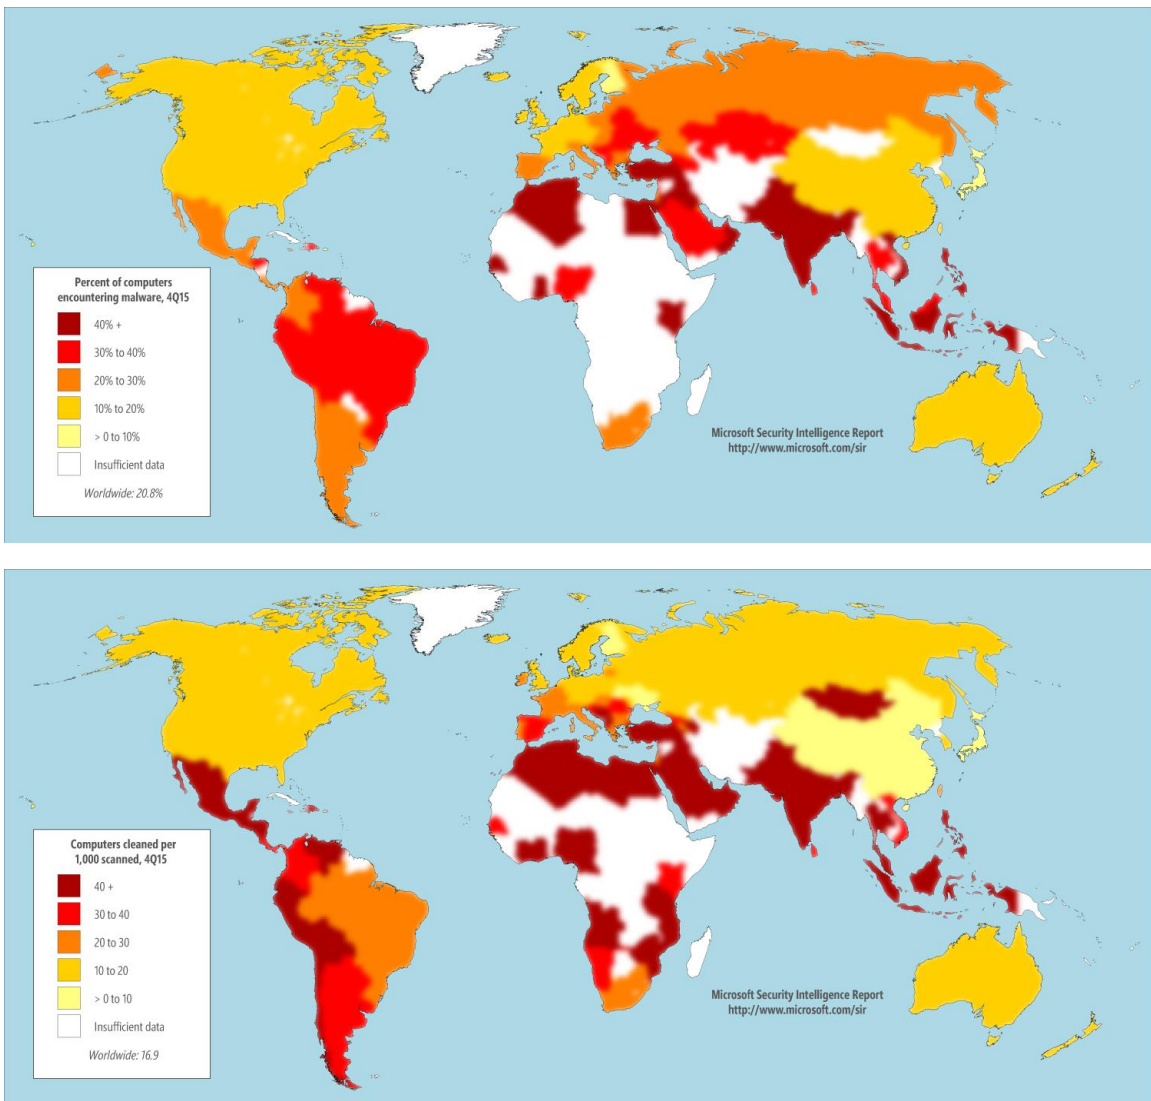 Percent of computers
encountering malware, 4Q15
40% +
30% to 40%
20% to 30%
10% to 20%
> 0 to 10%
Insufficient data
Worldwide: 20.8%
Microsoft Security Intelligence Report
http://www.microsoft.com/sir
Computers cleaned per
1,000 scanned, 4Q15
40 +
30 to 40
20 to 30
10 to 20
> 0 to 10
Insufficient data
Worldwide: 16.9
Microsoft Security Intelligence Report
http://www.microsoft.com/sir